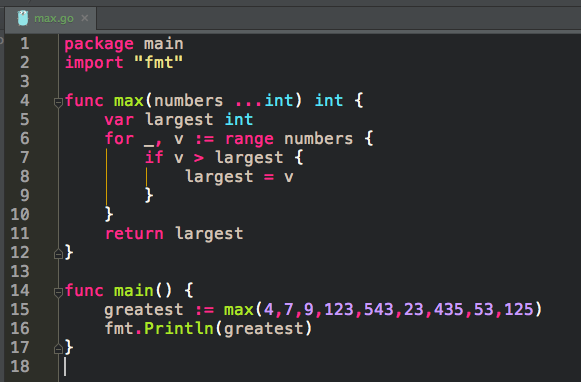 max.go ×
1 package main
2 import "fmt"
3
4 func max(numbers ...int) int {
5     var largest int
6     for _, v := range numbers {
7         if v > largest {
8             largest = v
9         }
10     }
11     return largest
12 }
13
14 func main() {
15     greatest := max(4,7,9,123,543,23,435,53,125)
16     fmt.Println(greatest)
17 }
18